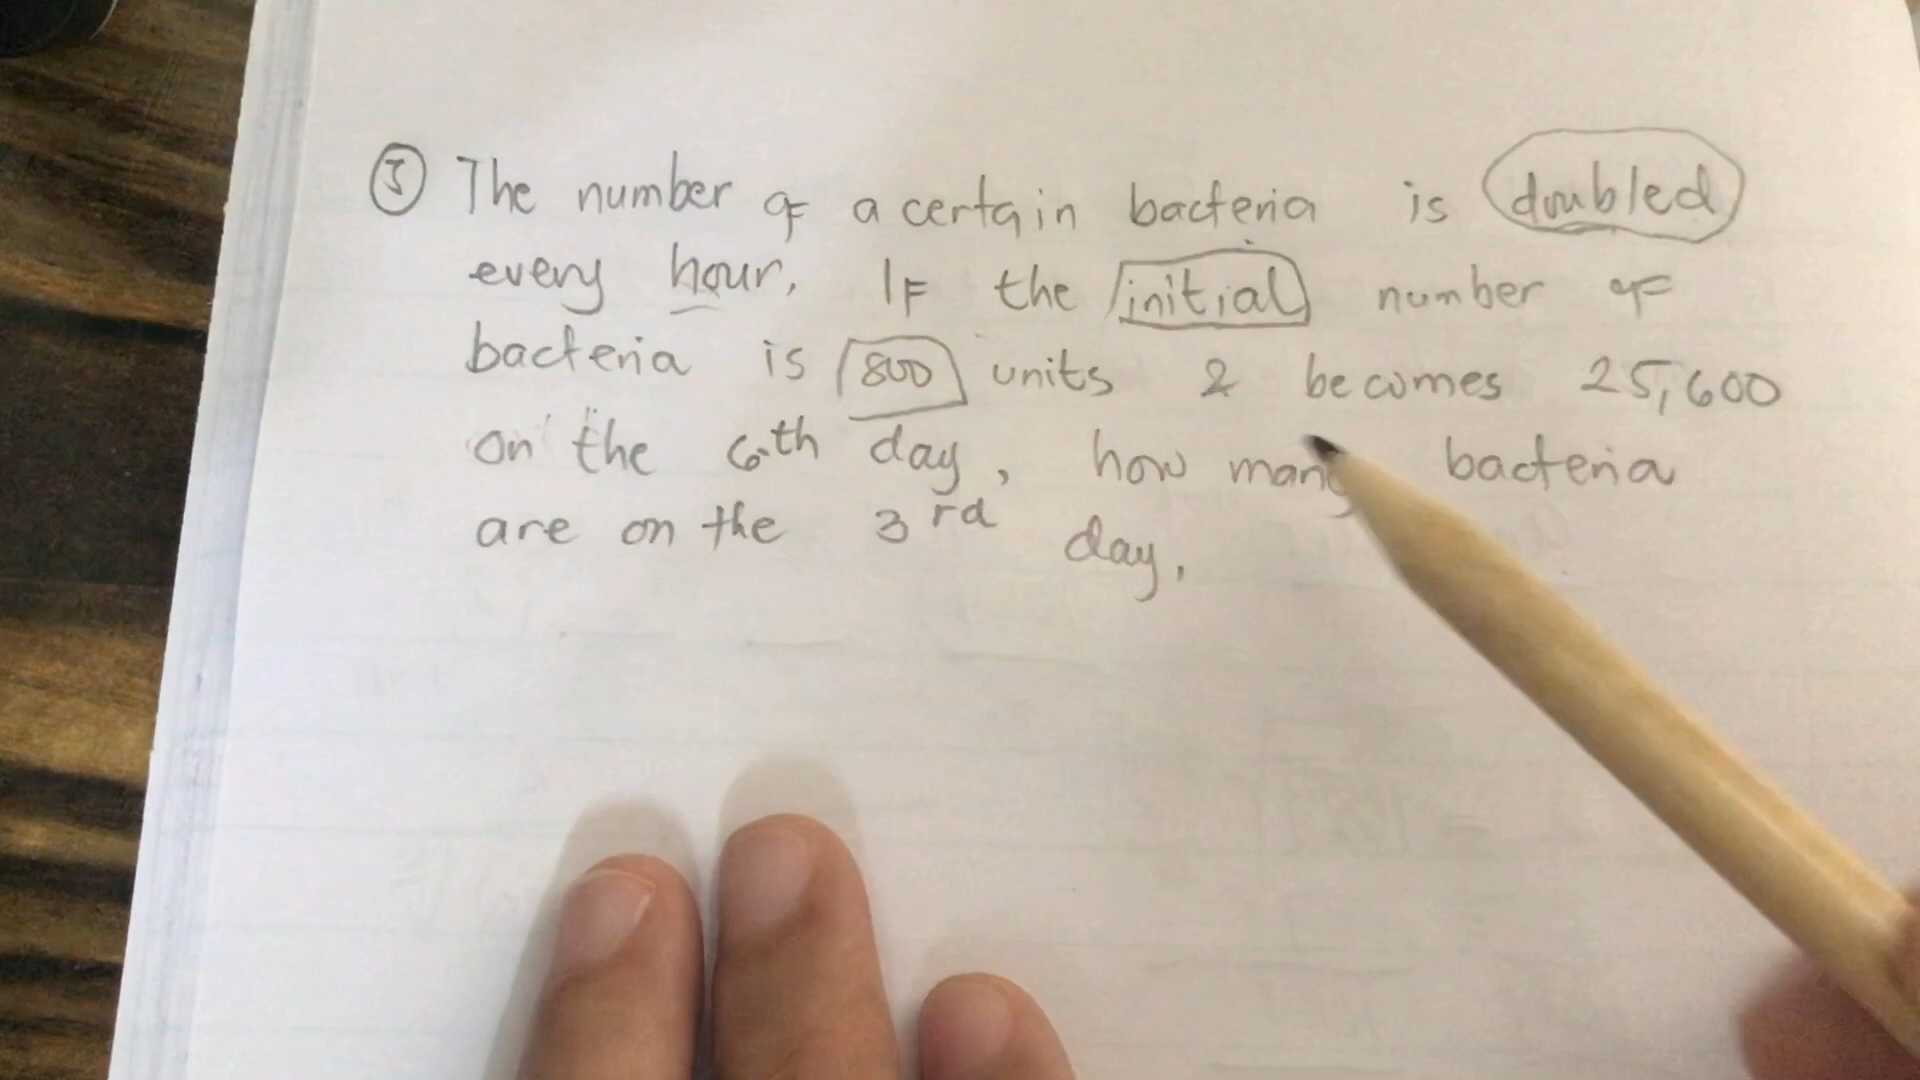 ③ The number of a certain bacteria is doubled
every hour. If the initial number of
bacteria is 800 units & becomes 25,600
on the 6th day, how many bacteria
are on the 3rd day.